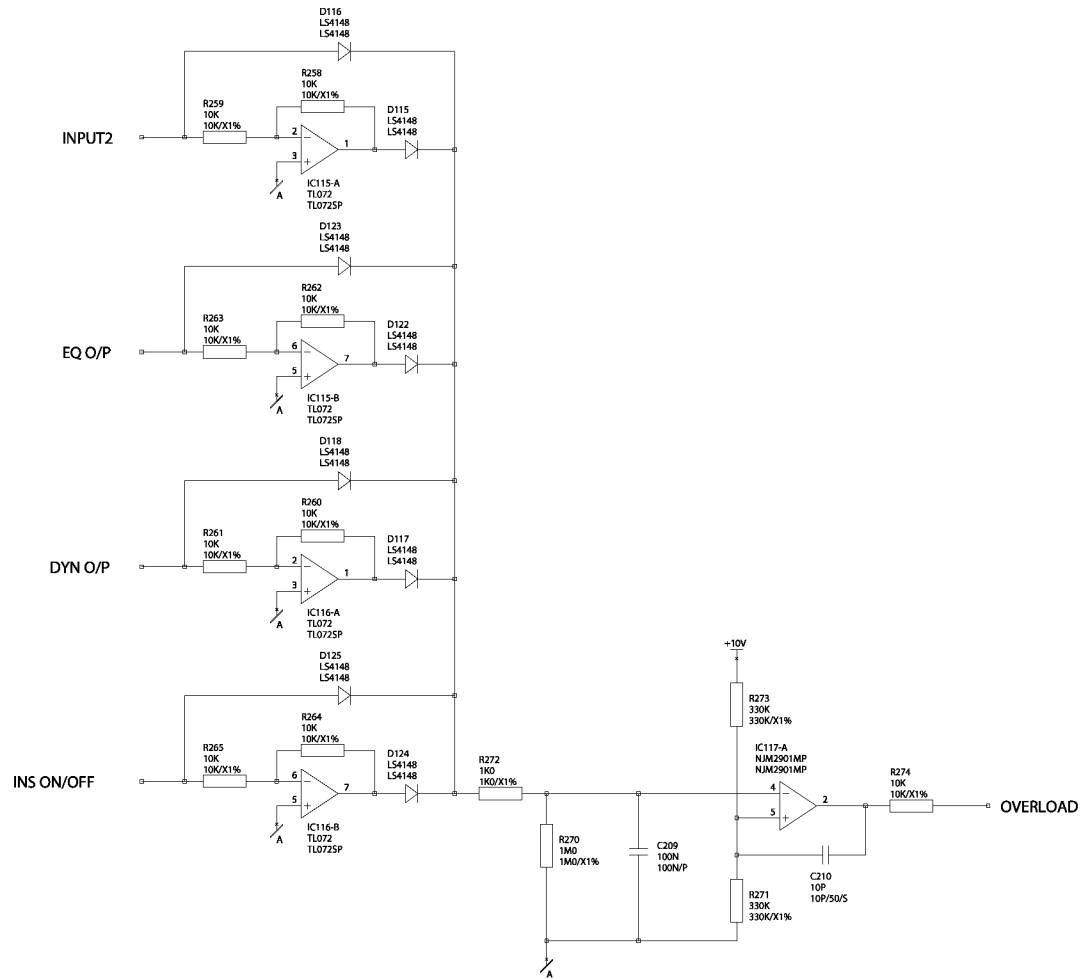 D116
LS4148
LS4148
R258
10K
10K/X1%
R259
10K
10K/X1%
D115
LS4148
LS4148
INPUT2
2
3
1
A
IC115-A
TL072
TL072SP
D123
LS4148
LS4148
R262
10K
10K/X1%
R263
10K
10K/X1%
D122
LS4148
LS4148
EQ O/P
6
5
7
A
IC115-B
TL072
TL072SP
D118
LS4148
LS4148
R260
10K
10K/X1%
R261
10K
10K/X1%
D117
LS4148
LS4148
DYN O/P
2
3
1
A
IC116-A
TL072
TL072SP
D125
LS4148
LS4148
R264
10K
10K/X1%
R265
10K
10K/X1%
D124
LS4148
LS4148
INS ON/OFF
6
5
7
A
IC116-B
TL072
TL072SP
R272
1K0
1K0/X1%
R270
1M0
1M0/X1%
C209
100N
100N/P
A
+10V
R273
330K
330K/X1%
IC117-A
NJM2901MP
NJM2901MP
4
5
2
R274
10K
10K/X1%
OVERLOAD
C210
10P
10P/50/S
R271
330K
330K/X1%